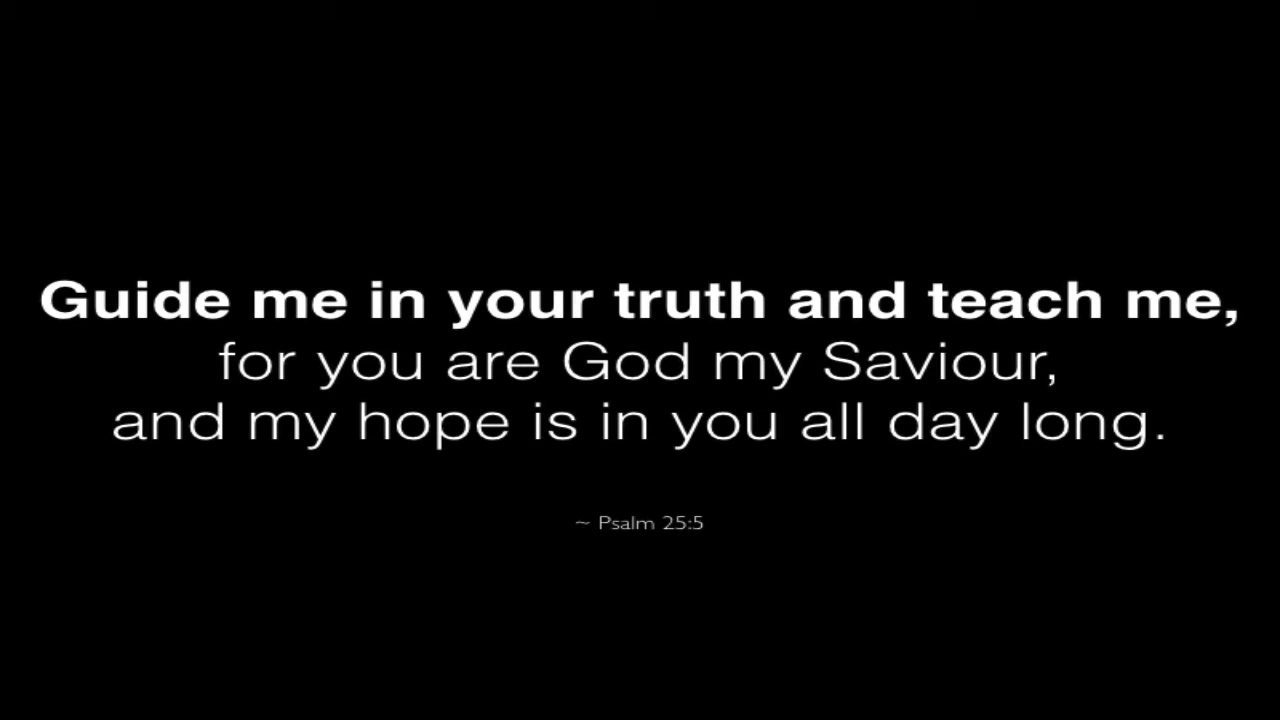 Guide me in your truth and teach me,
for you are God my Saviour,
and my hope is in you all day long.
~ Psalm 25:5